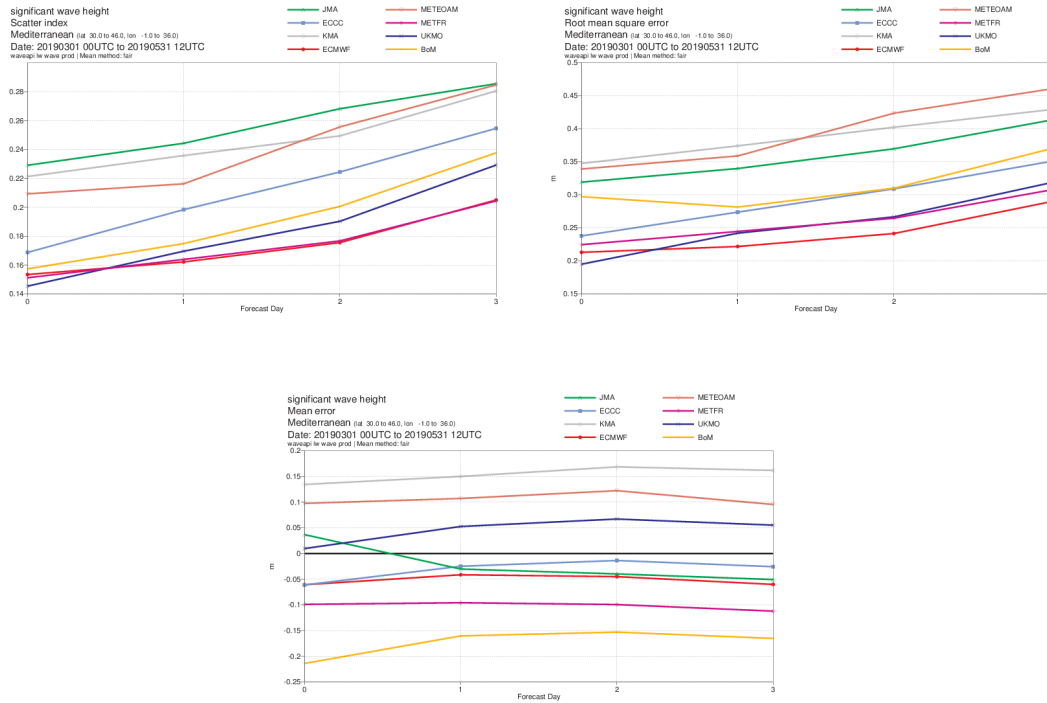 significant wave height
Scatter index
Mediterranean (lat 30.0 to 46.0, lon -1.0 to 36.0)
Date: 20190301 00UTC to 20190531 12UTC
waveapi lw wave prod | Mean method: fair
JMA
ECCC
KMA
ECMWF
METEOAM
METFR
UKMO
BoM
0.28
0.26
0.24
0.22
0.2
0.18
0.16
0.14
0 1 2 3
Forecast Day
significant wave height
Root mean square error
Mediterranean (lat 30.0 to 46.0, lon -1.0 to 36.0)
Date: 20190301 00UTC to 20190531 12UTC
waveapi lw wave prod | Mean method: fair
JMA
ECCC
KMA
ECMWF
METEOAM
METFR
UKMO
BoM
0.5
0.45
0.4
0.35
0.3
0.25
0.2
0.15
m
0 1 2
Forecast Day
significant wave height
Mean error
Mediterranean (lat 30.0 to 46.0, lon -1.0 to 36.0)
Date: 20190301 00UTC to 20190531 12UTC
waveapi lw wave prod | Mean method: fair
JMA
ECCC
KMA
ECMWF
METEOAM
METFR
UKMO
BoM
0.2
0.15
0.1
0.05
0
-0.05
-0.1
-0.15
-0.2
-0.25
m
0 1 2 3
Forecast Day